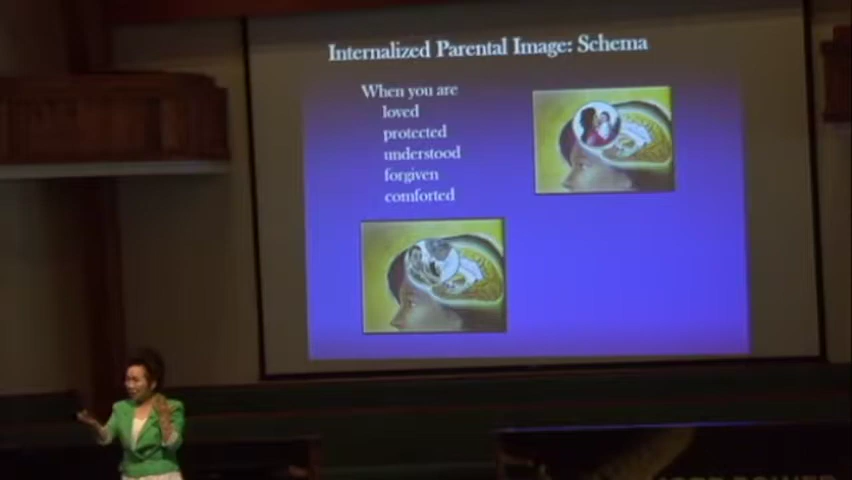 Internalized Parental Image: Schema
When you are
loved
protected
understood
forgiven
comforted